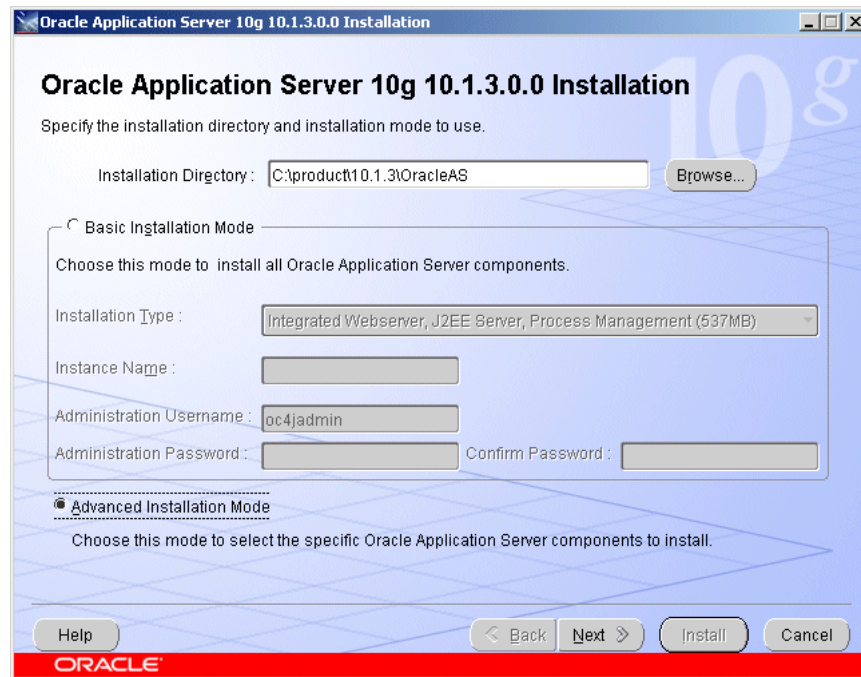 Oracle Application Server 10g 10.1.3.0.0 Installation
10g
Oracle Application Server 10g 10.1.3.0.0 Installation
Specify the installation directory and installation mode to use.
Installation Directory : C:\product\10.1.3\OracleAS Browse...
Basic Installation Mode
Choose this mode to install all Oracle Application Server components.
Installation Type : Integrated Webserver, J2EE Server, Process Management (537MB)
Instance Name :
Administration Username : oc4jadmin
Administration Password : Confirm Password :
Advanced Installation Mode
Choose this mode to select the specific Oracle Application Server components to install.
Help Back Next Install Cancel
ORACLE